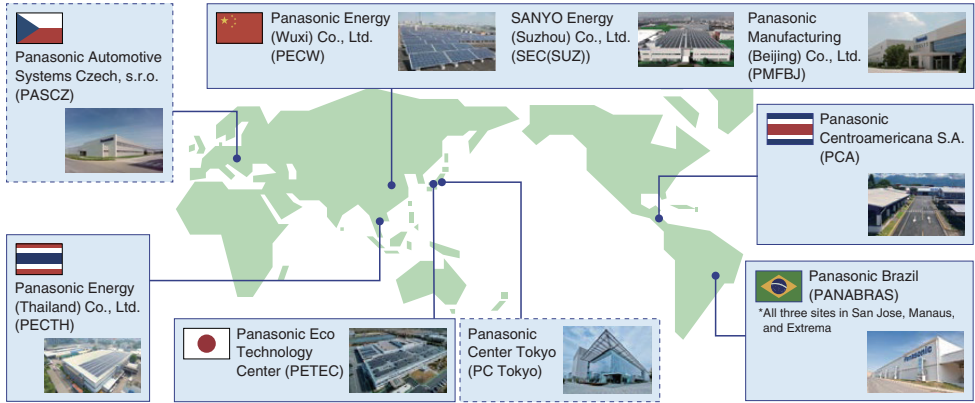 Panasonic Automotive
Systems Czech, s.r.o.
(PASCZ)
Panasonic Energy
(Wuxi) Co., Ltd.
(PECW)
SANYO Energy
(Suzhou) Co., Ltd.
(SEC(SUZ))
Panasonic
Manufacturing
(Beijing) Co., Ltd.
(PMFBJ)
Panasonic
Centroamericana S.A.
(PCA)
Panasonic Energy
(Thailand) Co., Ltd.
(PECTH)
Panasonic Eco
Technology
Center (PETEC)
Panasonic
Center Tokyo
(PC Tokyo)
Panasonic Brazil
(PANABRAS)
*All three sites in San Jose, Manaus,
and Extrema
Panasonic